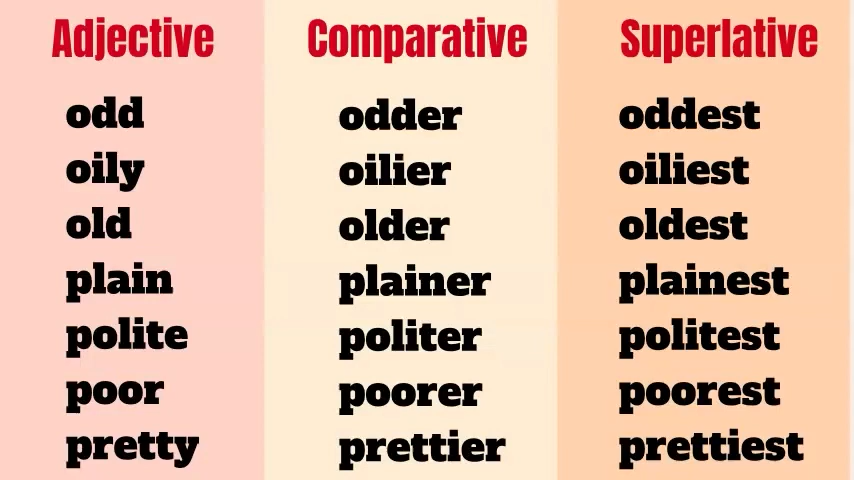 Adjective Comparative Superlative
odd odder oddest
oily oilier oiliest
old older oldest
plain plainer plainest
polite politer politest
poor poorer poorest
pretty prettier prettiest